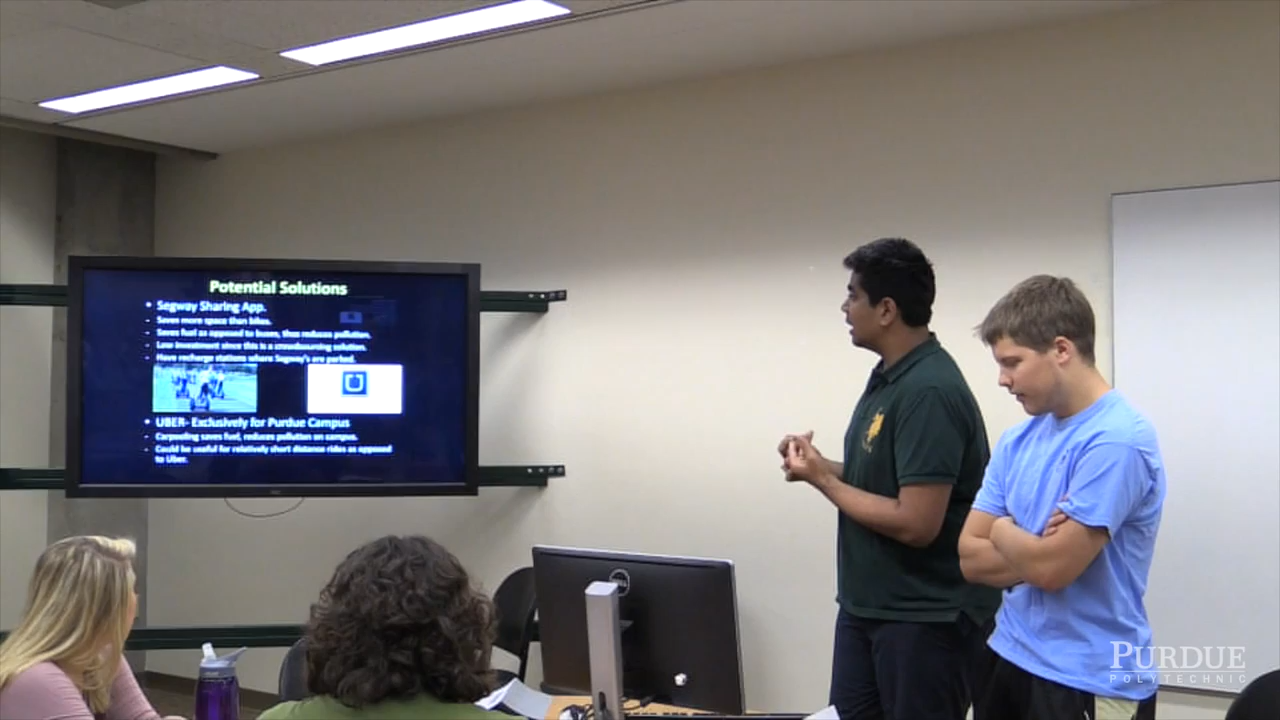 Potential Solutions
• Segway Sharing App.
- Saves more space than bikes.
- Saves fuel as opposed to buses, thus reduces pollution.
- Low investment since this is a crowdsourcing solution.
- Have recharge stations where Segway's are parked.
• UBER- Exclusively for Purdue Campus
- Carpooling saves fuel, reduces pollution on campus.
- Could be useful for relatively short distance rides as opposed
to Uber.
DELL
PURDUE
POLYTECHNIC